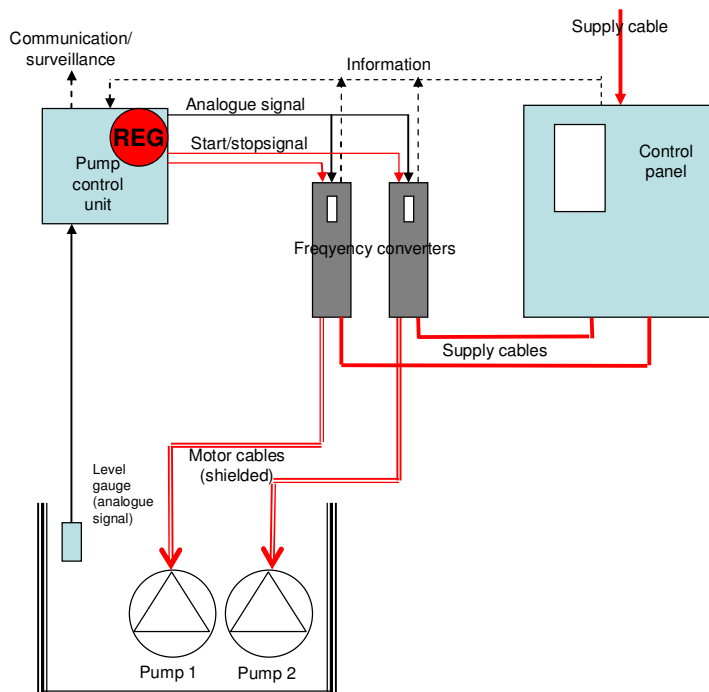 Supply cable
Communication/
surveillance
Information
Analogue signal
REG
Start/stopsignal
Pump
control
unit
Control
panel
Freqyency converters
Supply cables
Motor cables
(shielded)
Level
gauge
(analogue
signal)
Pump 1
Pump 2